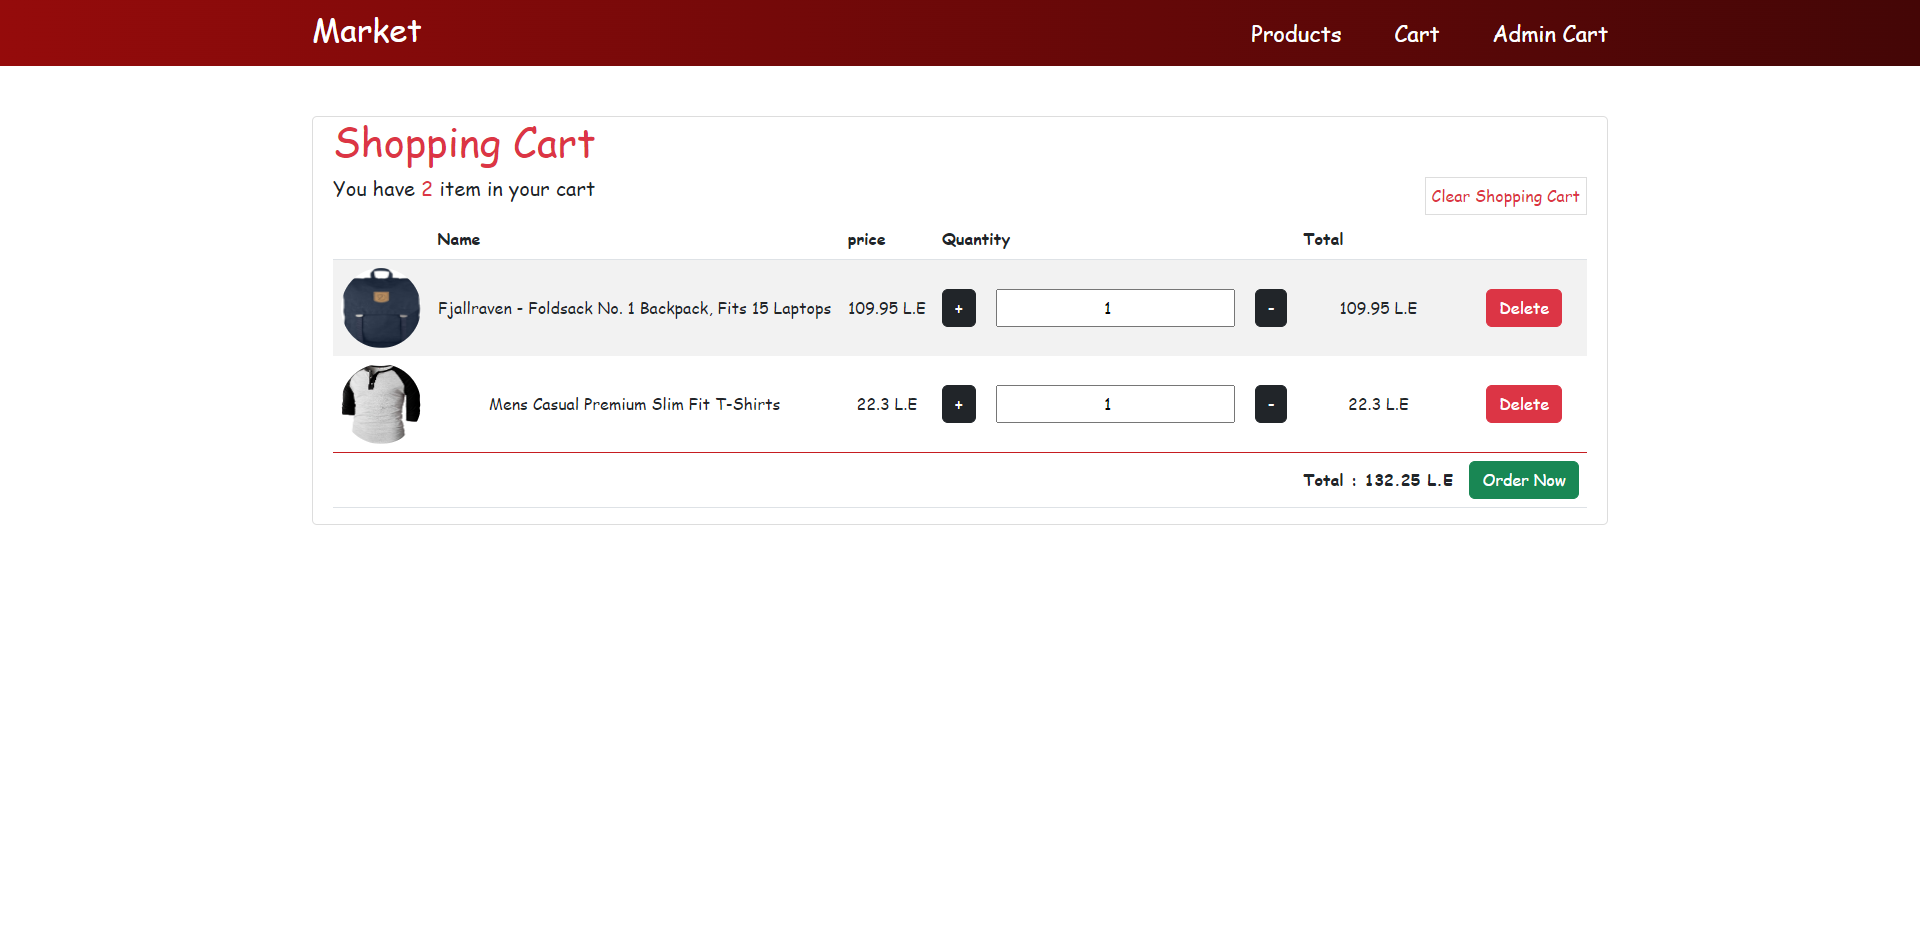 Market Products Cart Admin Cart
Shopping Cart
You have 2 item in your cart
Clear Shopping Cart
Name price Quantity Total
Fjallraven - Foldsack No. 1 Backpack, Fits 15 Laptops 109.95 L.E + 1 - 109.95 L.E Delete
Mens Casual Premium Slim Fit T-Shirts 22.3 L.E + 1 - 22.3 L.E Delete
Total : 132.25 L.E Order Now